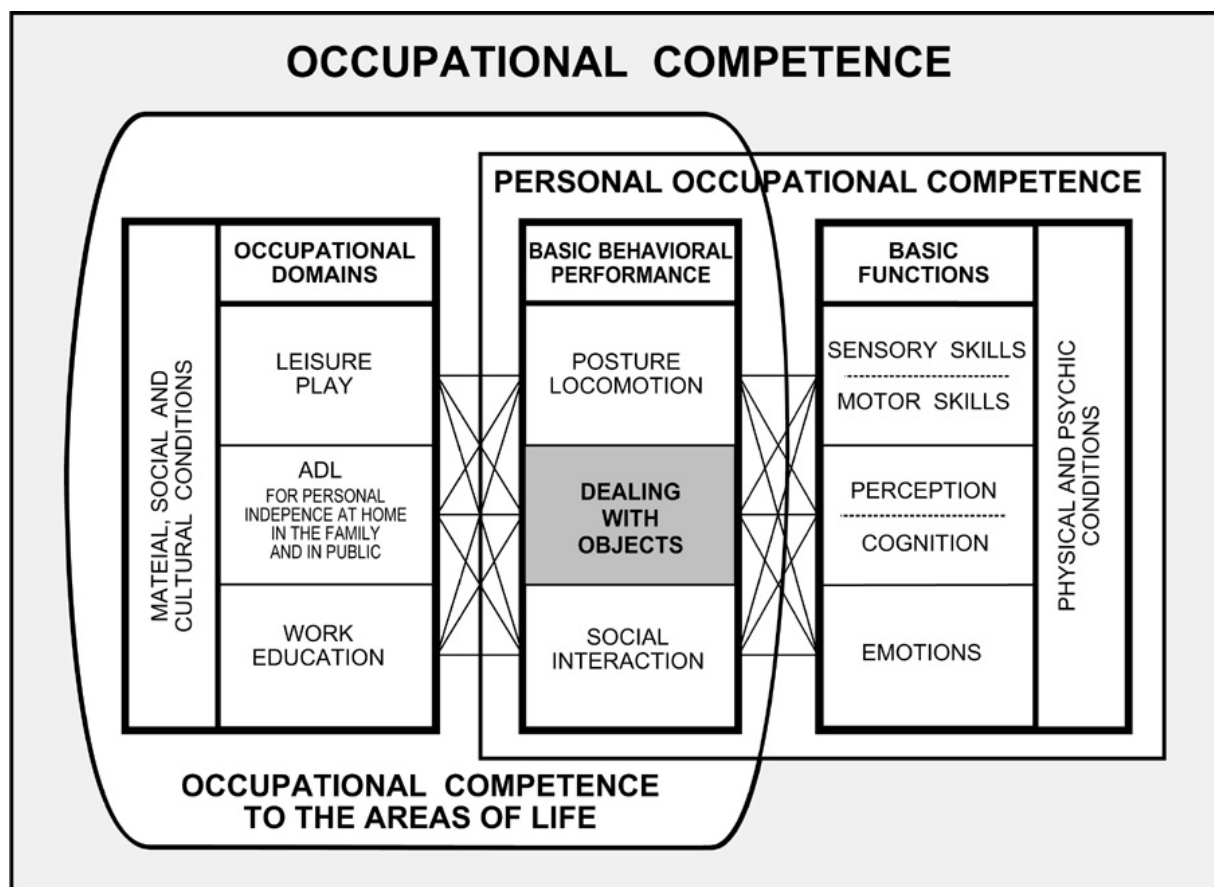 OCCUPATIONAL COMPETENCE
PERSONAL OCCUPATIONAL COMPETENCE
MATEIAL, SOCIAL AND
CULTURAL CONDITIONS
OCCUPATIONAL
DOMAINS
LEISURE
PLAY
ADL
FOR PERSONAL
INDEPENCE AT HOME
IN THE FAMILY
AND IN PUBLIC
WORK
EDUCATION
BASIC BEHAVIORAL
PERFORMANCE
POSTURE
LOCOMOTION
DEALING
WITH
OBJECTS
SOCIAL
INTERACTION
BASIC
FUNCTIONS
SENSORY SKILLS
MOTOR SKILLS
PERCEPTION
COGNITION
EMOTIONS
PHYSICAL AND PSYCHIC
CONDITIONS
OCCUPATIONAL COMPETENCE
TO THE AREAS OF LIFE